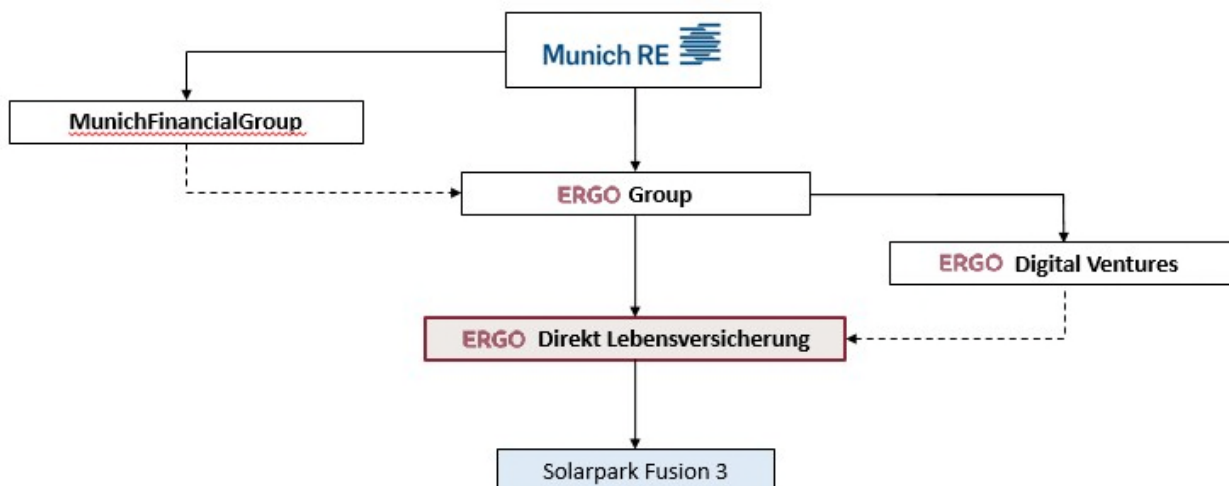 Munich RE
MunichFinancialGroup
ERGO Group
ERGO Digital Ventures
ERGO Direkt Lebensversicherung
Solarpark Fusion 3